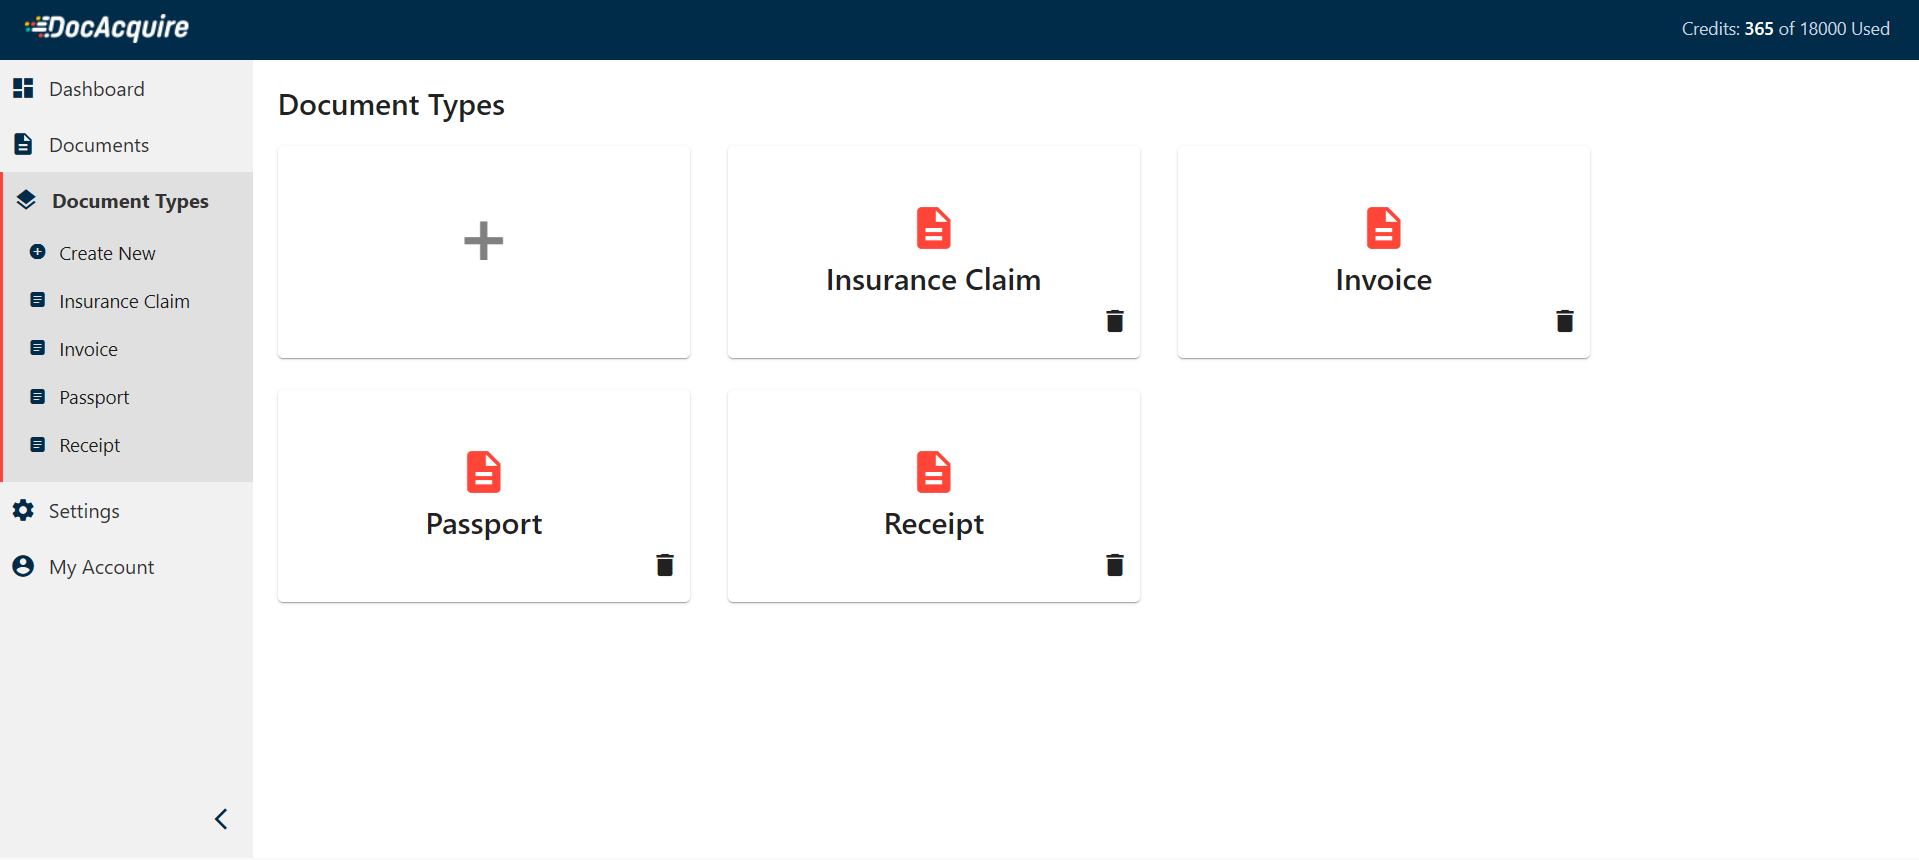 DocAcquire
Credits: 365 of 18000 Used
Dashboard
Documents
Document Types
Create New
Insurance Claim
Invoice
Passport
Receipt
Settings
My Account
Document Types
Insurance Claim
Invoice
Passport
Receipt